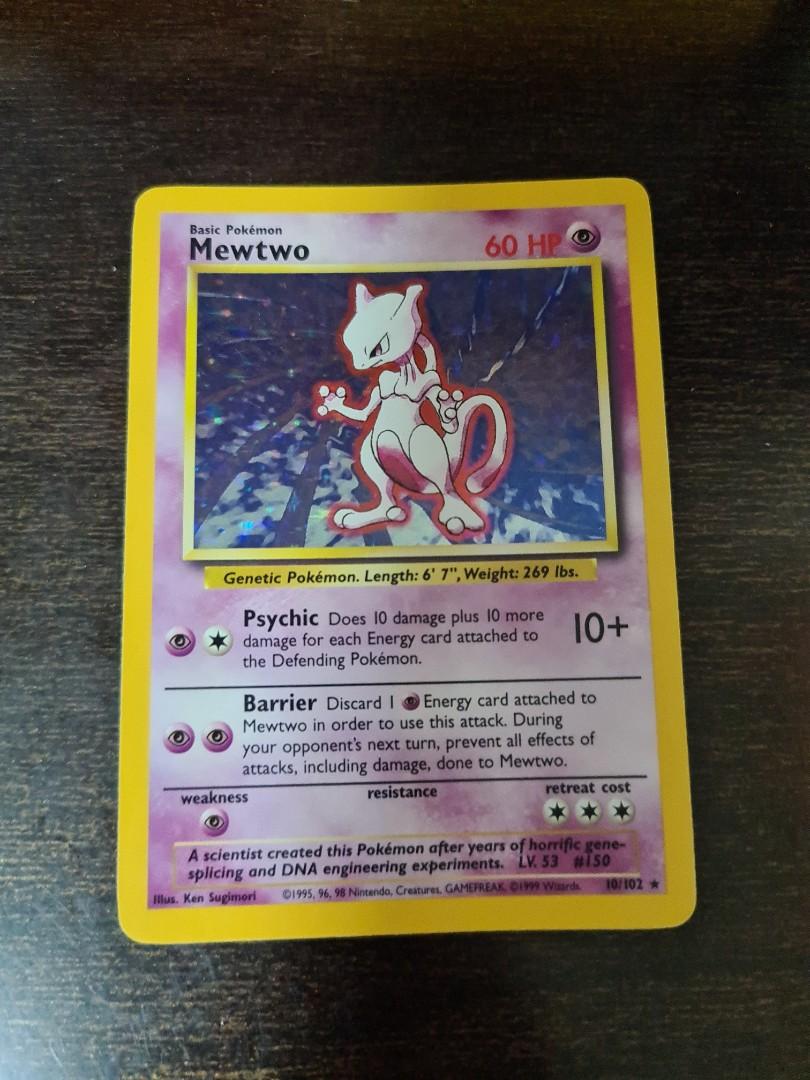 Basic Pokémon
Mewtwo 60 HP
Genetic Pokémon. Length: 6' 7", Weight: 269 lbs.
Psychic Does 10 damage plus 10 more
damage for each Energy card attached to
the Defending Pokémon.
10+
Barrier Discard 1 Energy card attached to
Mewtwo in order to use this attack. During
your opponent's next turn, prevent all effects of
attacks, including damage, done to Mewtwo.
weakness resistance retreat cost
A scientist created this Pokémon after years of horrific gene-
splicing and DNA engineering experiments. LV. 53 #150
Illus. Ken Sugimori ©1995, 96, 98 Nintendo, Creatures, GAMEFREAK. ©1999 Wizards. 10/102 ★